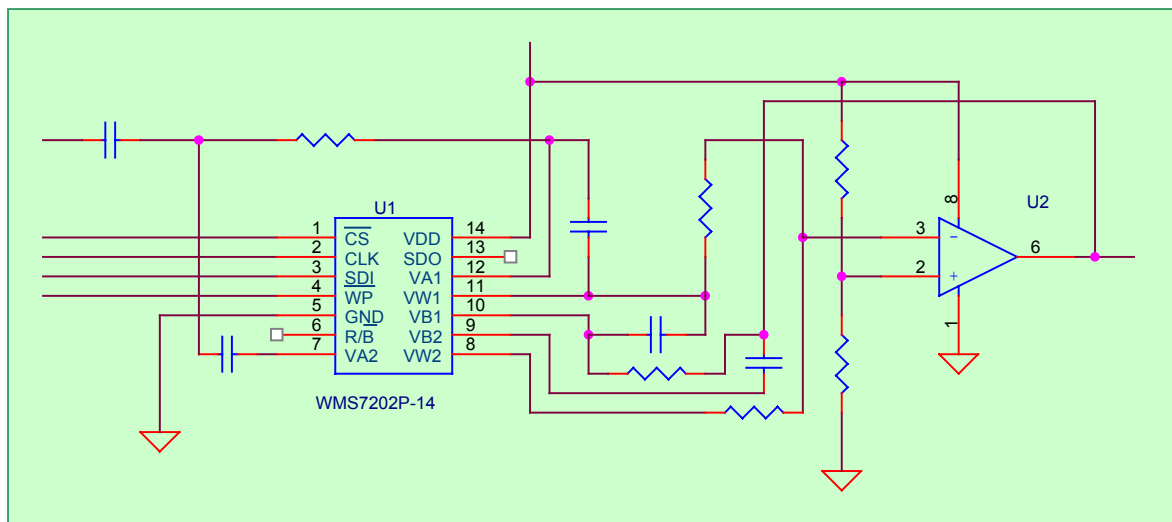 U1
1 CS VDD 14
2 CLK SDO 13
3 SDI VA1 12
4 WP VW1 11
5 GND VB1 10
6 R/B VB2 9
7 VA2 VW2 8
WMS7202P-14
U2
8
3 -
6
2 +
1